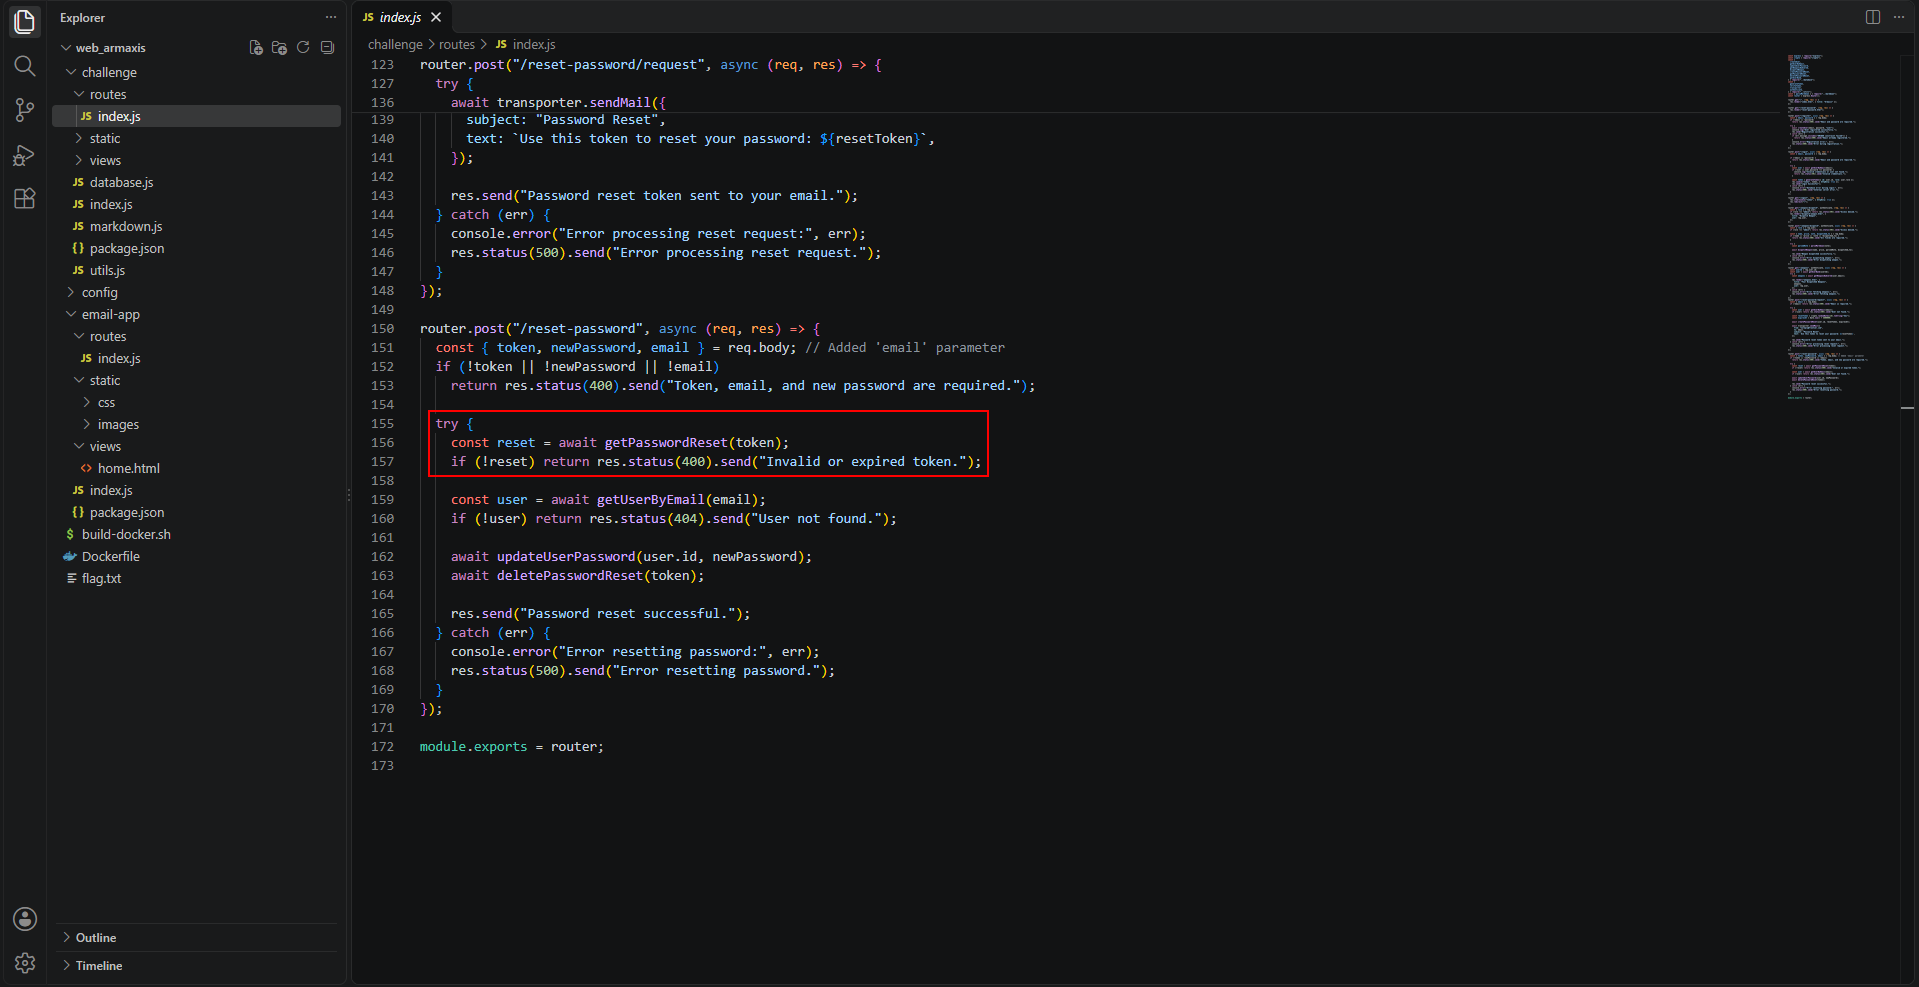 Explorer
web_armaxis
challenge
routes
JS index.js
static
views
JS database.js
JS index.js
JS markdown.js
{} package.json
JS utils.js
config
email-app
routes
JS index.js
static
css
images
views
<> home.html
JS index.js
{} package.json
$ build-docker.sh
Dockerfile
flag.txt
Outline
Timeline
JS index.js
challenge > routes > JS index.js
123 router.post("/reset-password/request", async (req, res) => {
127 try {
136 await transporter.sendMail({
139 subject: "Password Reset",
140 text: `Use this token to reset your password: ${resetToken}`,
141 });
142
143 res.send("Password reset token sent to your email.");
144 } catch (err) {
145 console.error("Error processing reset request:", err);
146 res.status(500).send("Error processing reset request.");
147 }
148 });
149
150 router.post("/reset-password", async (req, res) => {
151 const { token, newPassword, email } = req.body; // Added 'email' parameter
152 if (!token || !newPassword || !email)
153 return res.status(400).send("Token, email, and new password are required.");
154
155 try {
156 const reset = await getPasswordReset(token);
157 if (!reset) return res.status(400).send("Invalid or expired token.");
158
159 const user = await getUserByEmail(email);
160 if (!user) return res.status(404).send("User not found.");
161
162 await updateUserPassword(user.id, newPassword);
163 await deletePasswordReset(token);
164
165 res.send("Password reset successful.");
166 } catch (err) {
167 console.error("Error resetting password:", err);
168 res.status(500).send("Error resetting password.");
169 }
170 });
171
172 module.exports = router;
173